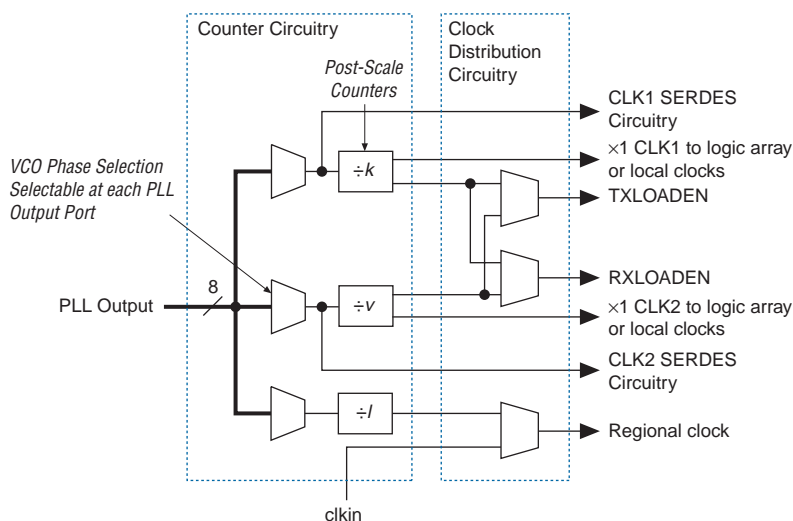 Counter Circuitry
Clock
Distribution
Circuitry
Post-Scale
Counters
CLK1 SERDES
Circuitry
×1 CLK1 to logic array
or local clocks
VCO Phase Selection
Selectable at each PLL
Output Port
÷k
TXLOADEN
8
PLL Output
÷v
RXLOADEN
×1 CLK2 to logic array
or local clocks
CLK2 SERDES
Circuitry
÷l
Regional clock
clkin